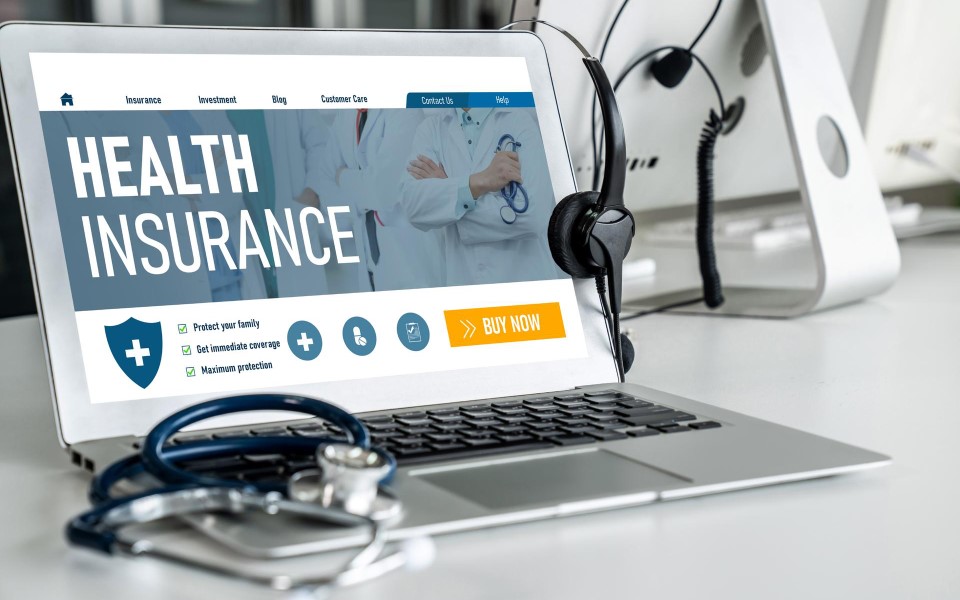 Insurance
Investment
Blog
Customer Care
Contact Us
Help
HEALTH
INSURANCE
Protect your family
Get immediate coverage
Maximum protection
BUY NOW